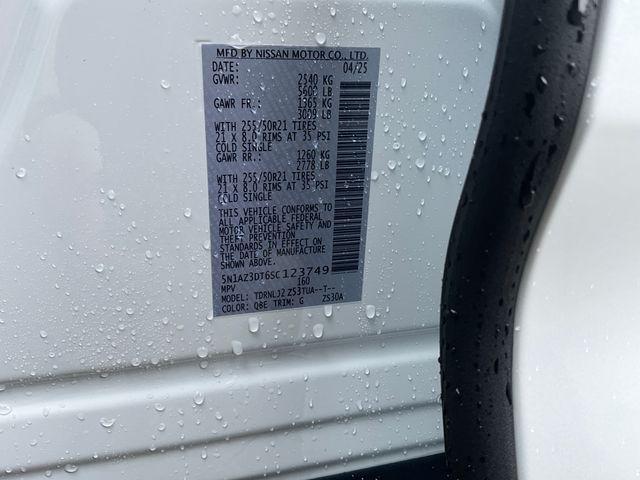 MFD BY NISSAN MOTOR CO., LTD.
DATE: 04/25
GVWR: 2540 KG
5600 LB
GAWR FR.: 1365 KG
3009 LB
WITH 255/50R21 TIRES
21 X 8.0 RIMS AT 35 PSI
COLD SINGLE
GAWR RR.: 1260 KG
2778 LB
WITH 255/50R21 TIRES
21 X 8.0 RIMS AT 35 PSI
COLD SINGLE
THIS VEHICLE CONFORMS TO
ALL APPLICABLE FEDERAL
MOTOR VEHICLE SAFETY AND
THEFT PREVENTION
STANDARDS IN EFFECT ON
THE DATE OF MANUFACTURE
SHOWN ABOVE.
5N1AZ3DT6SC123749
MPV 160
MODEL: TDRNLJ2 Z53TUA--T--
COLOR: QBE TRIM: G ZS30A